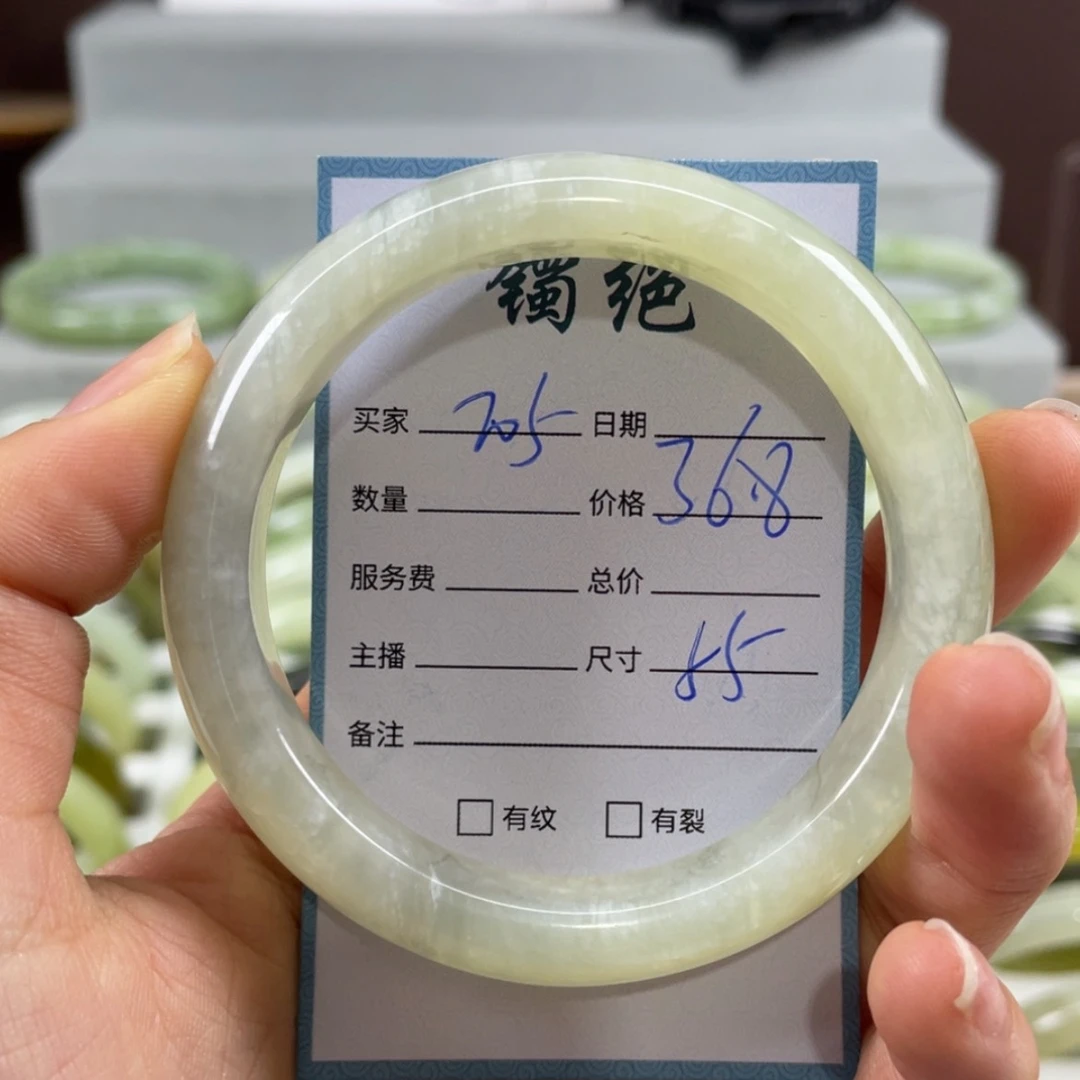 镯绝
买家 705 日期
数量 价格 368
服务费 总价
主播 尺寸 55
备注
有纹 有裂